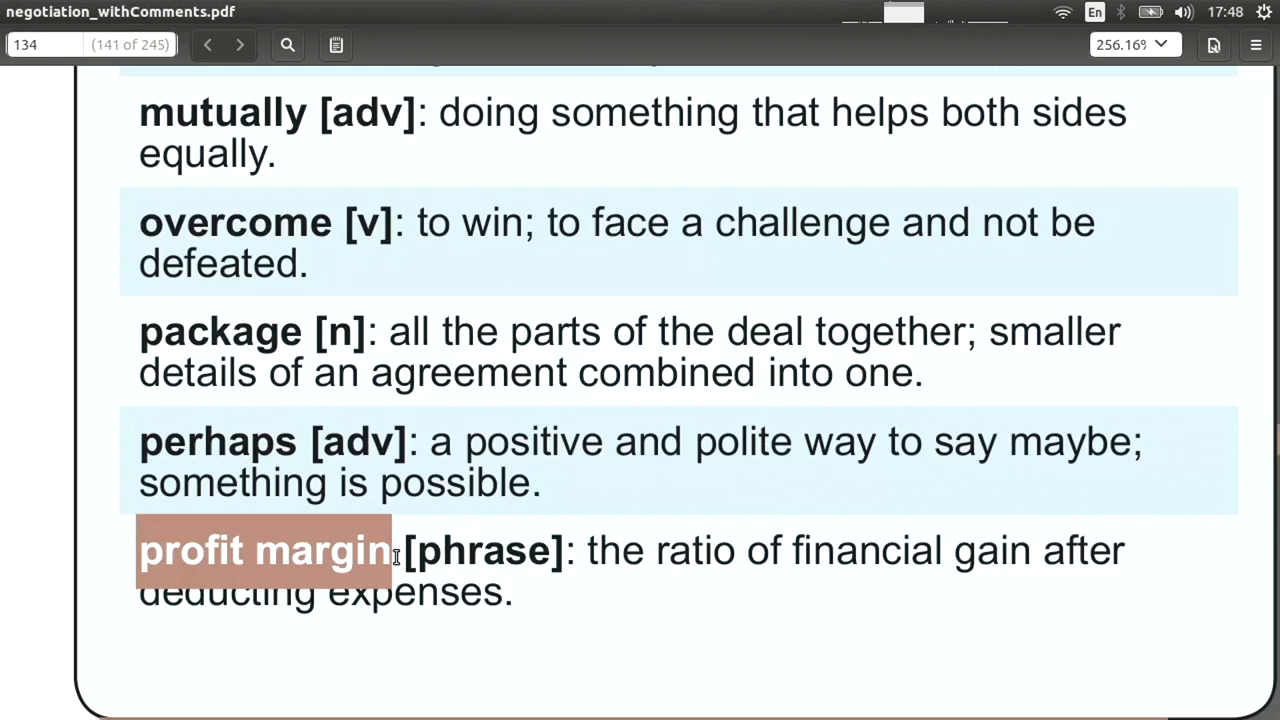 negotiation_withComments.pdf
En
17:48
134
(141 of 245)
256.16%
mutually [adv]: doing something that helps both sides
equally.
overcome [v]: to win; to face a challenge and not be
defeated.
package [n]: all the parts of the deal together; smaller
details of an agreement combined into one.
perhaps [adv]: a positive and polite way to say maybe;
something is possible.
profit margin [phrase]: the ratio of financial gain after
deducting expenses.